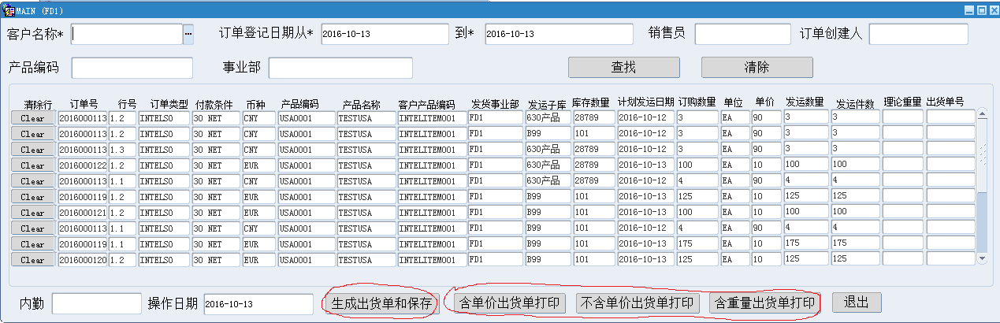 MAIN (FD1)
客户名称* ... 订单登记日期从* 2016-10-13 到* 2016-10-13 销售员 订单创建人
产品编码 事业部 查找 清除
清除行 订单号 行号 订单类型 付款条件 币种 产品编码 产品名称 客户产品编码 发货事业部 发运子库 库存数量 计划发运日期 订购数量 单位 单价 发运数量 发运件数 理论重量 出货单号
Clear 2016000113 1.2 INTELSO 30 NET CNY USA0001 TESTUSA INTELITEM001 FD1 630产品 28789 2016-10-12 3 EA 90 3 3
Clear 2016000113 1.2 INTELSO 30 NET CNY USA0001 TESTUSA INTELITEM001 FD1 B99 101 2016-10-12 3 EA 90 3 3
Clear 2016000113 1.3 INTELSO 30 NET CNY USA0001 TESTUSA INTELITEM001 FD1 630产品 28789 2016-10-12 3 EA 90 3 3
Clear 2016000122 1.2 INTELSO 30 NET EUR USA0001 TESTUSA INTELITEM001 FD1 630产品 28789 2016-10-13 100 EA 10 100 100
Clear 2016000113 1.1 INTELSO 30 NET CNY USA0001 TESTUSA INTELITEM001 FD1 630产品 28789 2016-10-12 4 EA 90 4 4
Clear 2016000119 1.2 INTELSO 30 NET EUR USA0001 TESTUSA INTELITEM001 FD1 B99 101 2016-10-13 125 EA 10 125 125
Clear 2016000121 1.2 INTELSO 30 NET EUR USA0001 TESTUSA INTELITEM001 FD1 B99 101 2016-10-13 100 EA 10 100 100
Clear 2016000113 1.1 INTELSO 30 NET CNY USA0001 TESTUSA INTELITEM001 FD1 B99 101 2016-10-12 4 EA 90 4 4
Clear 2016000119 1.1 INTELSO 30 NET EUR USA0001 TESTUSA INTELITEM001 FD1 B99 101 2016-10-13 175 EA 10 175 175
Clear 2016000120 1.2 INTELSO 30 NET EUR USA0001 TESTUSA INTELITEM001 FD1 B99 101 2016-10-13 125 EA 10 125 125
内勤 操作日期 2016-10-13 生成出货单和保存 含单价出货单打印 不含单价出货单打印 含重量出货单打印 退出